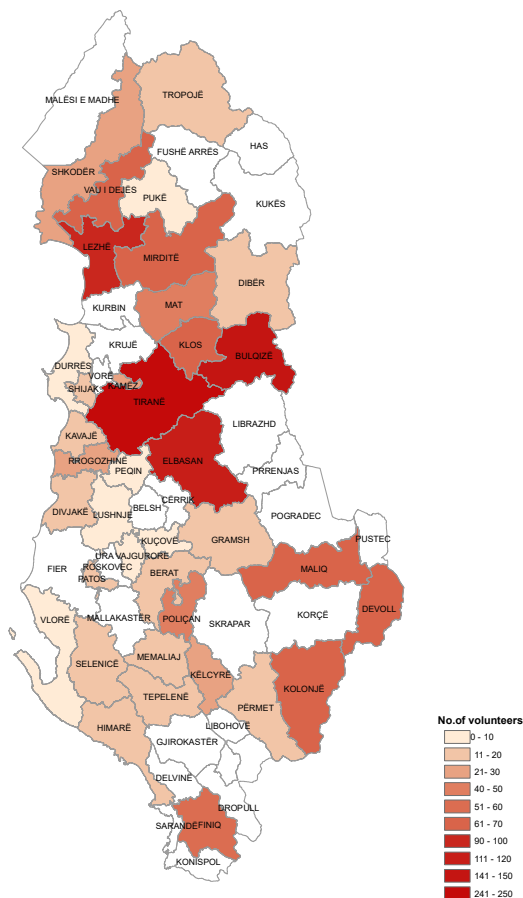 TROPOJË
MALËSI E MADHE
HAS
FUSHË ARRËS
SHKODËR
VAU I DEJËS
PUKË
KUKËS
LEZHË
MIRDITË
DIBËR
MAT
KURBIN
KRUJË
KLOS
BULQIZË
DURRËS
VORË
KAMËZ
SHIJAK
TIRANË
LIBRAZHD
KAVAJË
RROGOZHINË
ELBASAN
PEQIN
PRRENJAS
CËRRIK
BELSH
DIVJAKË
LUSHNJE
POGRADEC
PUSTEC
KUÇOVË
GRAMSH
URA VAJGURORË
FIER
ROSKOVEC
MALIQ
BERAT
PATOS
DEVOLL
VLORË
MALLAKASTËR
POLIÇAN
SKRAPAR
KORÇË
MEMALIAJ
SELENICË
KËLCYRË
KOLONJË
TEPELENË
PËRMET
HIMARË
LIBOHOVË
GJIROKASTËR
DELVINË
DROPULL
SARANDË
FINIQ
KONISPOL
No.of volunteers
0 - 10
11 - 20
21 - 30
40 - 50
51 - 60
61 - 70
90 - 100
111 - 120
141 - 150
241 - 250